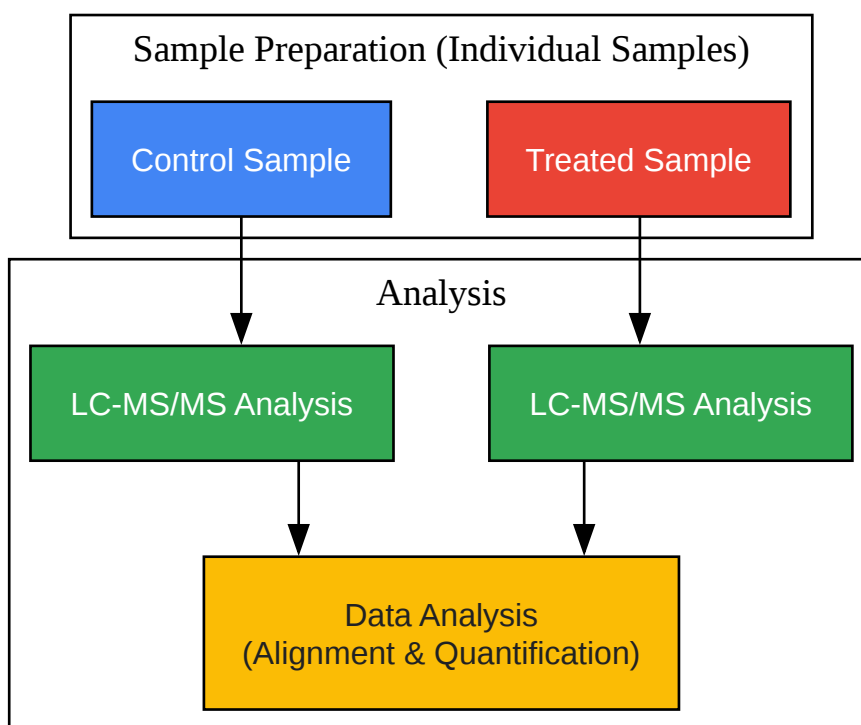 Sample Preparation (Individual Samples)
Control Sample
Treated Sample
Analysis
LC-MS/MS Analysis
LC-MS/MS Analysis
Data Analysis
(Alignment & Quantification)